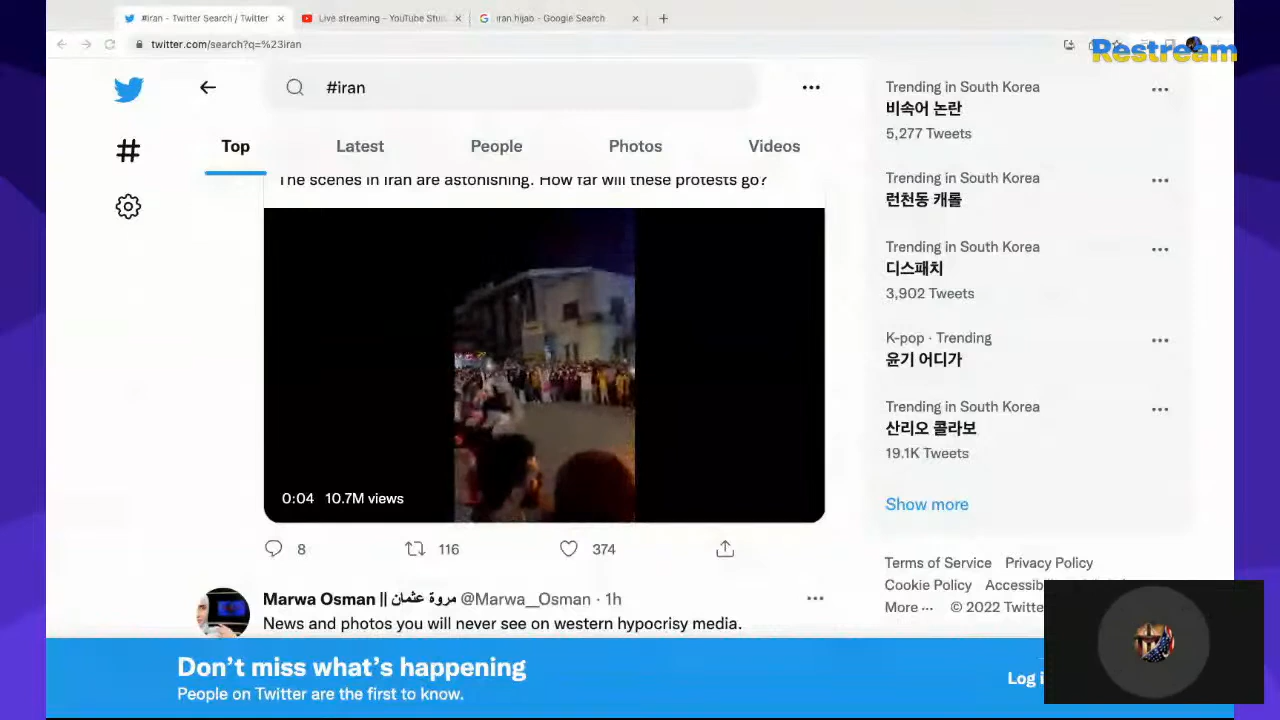 #iran - Twitter Search / Twitter
Live streaming - YouTube Stu
iran hijab - Google Search
twitter.com/search?q=%23iran
Restream
#iran
Top
Latest
People
Photos
Videos
The scenes in Iran are astonishing. How far will these protests go?
0:04 10.7M views
8
116
374
Marwa Osman || مروة عثمان @Marwa__Osman · 1h
News and photos you will never see on western hypocrisy media.
Trending in South Korea
비속어 논란
5,277 Tweets
Trending in South Korea
런천동 캐롤
Trending in South Korea
디스패치
3,902 Tweets
K-pop · Trending
윤기 어디가
Trending in South Korea
산리오 콜라보
19.1K Tweets
Show more
Terms of Service Privacy Policy
Cookie Policy
More ··· © 2022 Twitte
Don't miss what's happening
People on Twitter are the first to know.
Log i